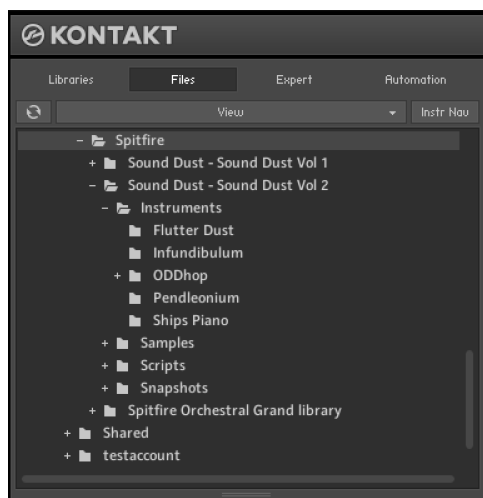 KONTAKT
Libraries Files Expert Automation
View Instr Nav
Spitfire
Sound Dust - Sound Dust Vol 1
Sound Dust - Sound Dust Vol 2
Instruments
Flutter Dust
Infundibulum
ODDhop
Pendleonium
Ships Piano
Samples
Scripts
Snapshots
Spitfire Orchestral Grand library
Shared
testaccount